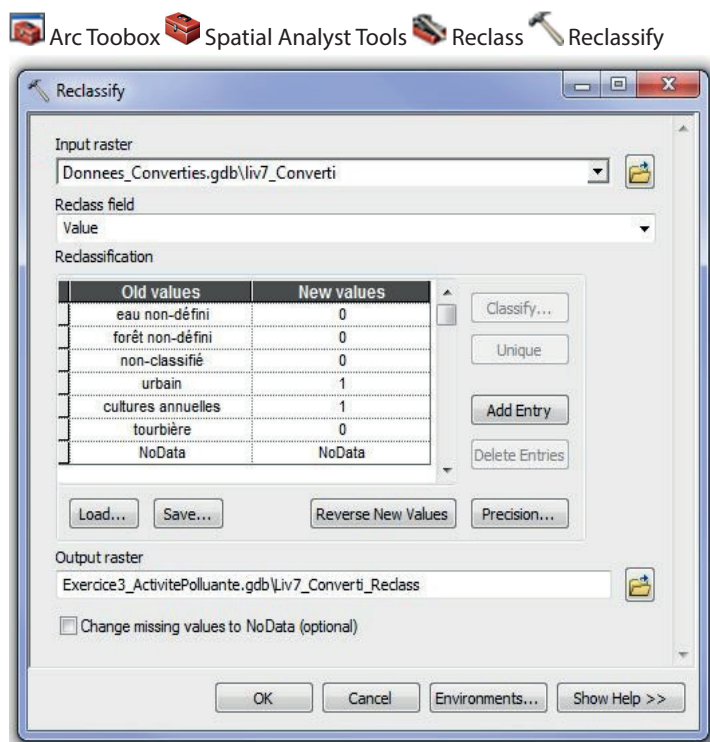 Arc Toobox Spatial Analyst Tools Reclass Reclassify
Reclassify
Input raster
Donnees_Converties.gdb\liv7_Converti
Reclass field
Value
Reclassification
Old values New values
eau non-défini 0
forêt non-défini 0
non-classifié 0
urbain 1
cultures annuelles 1
tourbière 0
NoData NoData
Classify...
Unique
Add Entry
Delete Entries
Load... Save... Reverse New Values Precision...
Output raster
Exercice3_ActivitePolluante.gdb\Liv7_Converti_Reclass
Change missing values to NoData (optional)
OK Cancel Environments... Show Help >>